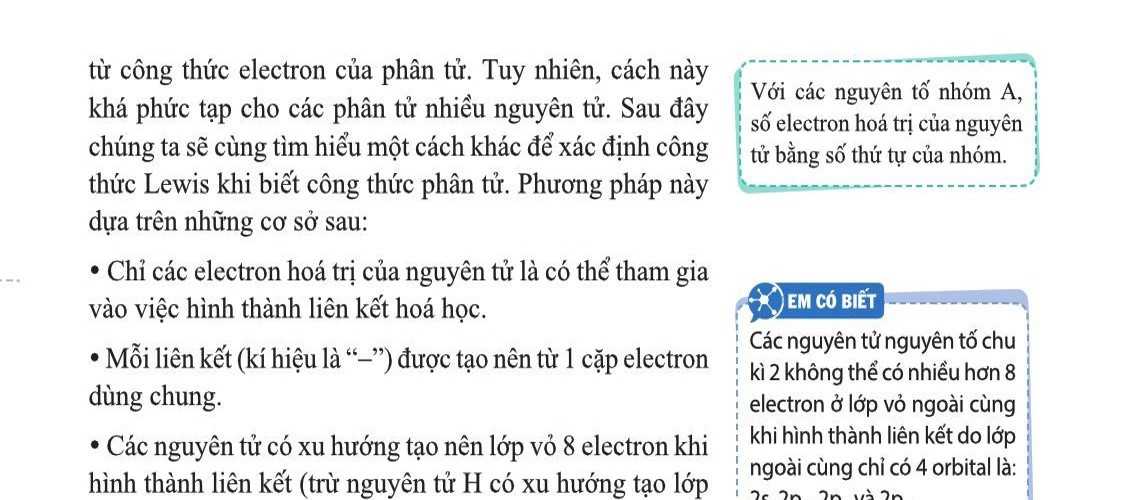 từ công thức electron của phân tử. Tuy nhiên, cách này
khá phức tạp cho các phân tử nhiều nguyên tử. Sau đây
chúng ta sẽ cùng tìm hiểu một cách khác để xác định công
thức Lewis khi biết công thức phân tử. Phương pháp này
dựa trên những cơ sở sau:
• Chỉ các electron hoá trị của nguyên tử là có thể tham gia
vào việc hình thành liên kết hoá học.
• Mỗi liên kết (kí hiệu là “–”) được tạo nên từ 1 cặp electron
dùng chung.
• Các nguyên tử có xu hướng tạo nên lớp vỏ 8 electron khi
hình thành liên kết (trừ nguyên tử H có xu hướng tạo lớp
Với các nguyên tố nhóm A,
số electron hoá trị của nguyên
tử bằng số thứ tự của nhóm.
EM CÓ BIẾT
Các nguyên tử nguyên tố chu
kì 2 không thể có nhiều hơn 8
electron ở lớp vỏ ngoài cùng
khi hình thành liên kết do lớp
ngoài cùng chỉ có 4 orbital là:
2s, 2p 2p và 2p